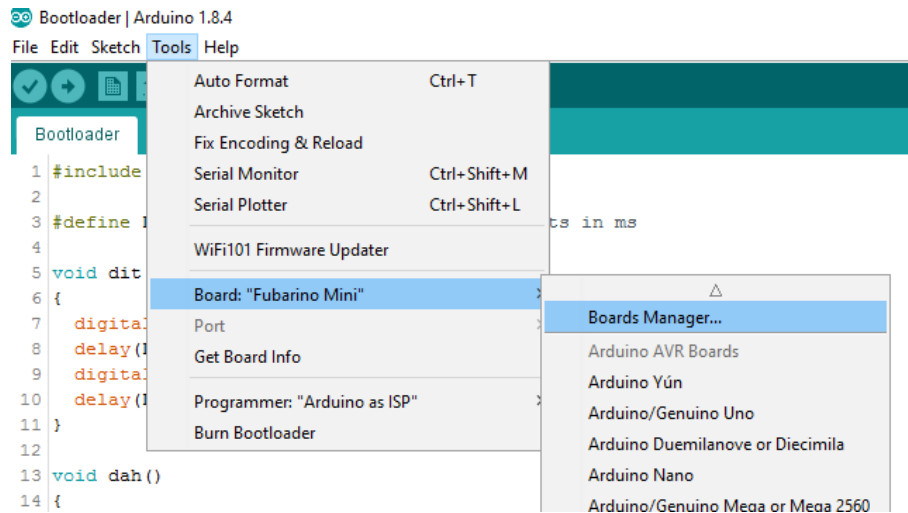 Bootloader | Arduino 1.8.4
File Edit Sketch Tools Help
Auto Format Ctrl+T
Archive Sketch
Fix Encoding & Reload
Serial Monitor Ctrl+Shift+M
Serial Plotter Ctrl+Shift+L
WiFi101 Firmware Updater
Board: "Fubarino Mini"
Port
Get Board Info
Programmer: "Arduino as ISP"
Burn Bootloader
Boards Manager...
Arduino AVR Boards
Arduino Yún
Arduino/Genuino Uno
Arduino Duemilanove or Diecimila
Arduino Nano
Arduino/Genuino Mega or Mega 2560
Bootloader
1 #include
2
3 #define ts in ms
4
5 void dit
6 {
7 digital
8 delay(
9 digital
10 delay(
11 }
12
13 void dah()
14 {